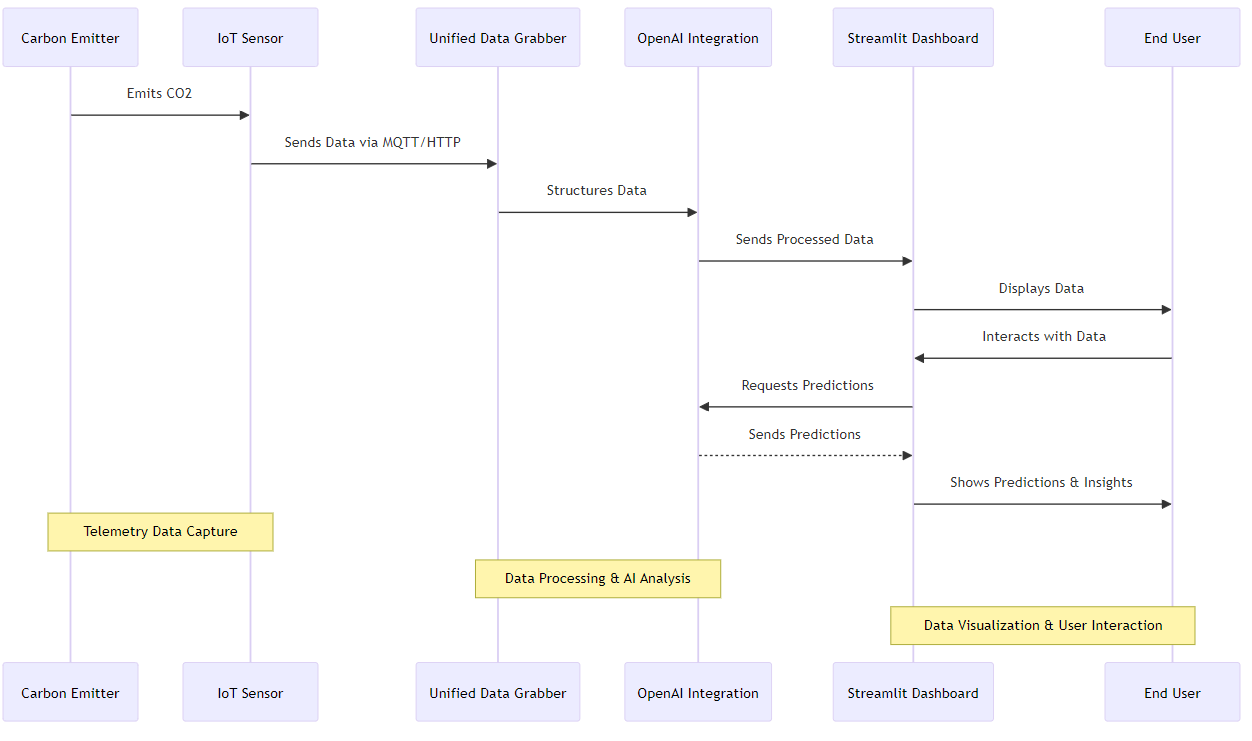 Carbon Emitter
IoT Sensor
Unified Data Grabber
OpenAI Integration
Streamlit Dashboard
End User
Emits CO2
Sends Data via MQTT/HTTP
Structures Data
Sends Processed Data
Displays Data
Interacts with Data
Requests Predictions
Sends Predictions
Shows Predictions & Insights
Telemetry Data Capture
Data Processing & AI Analysis
Data Visualization & User Interaction
Carbon Emitter
IoT Sensor
Unified Data Grabber
OpenAI Integration
Streamlit Dashboard
End User